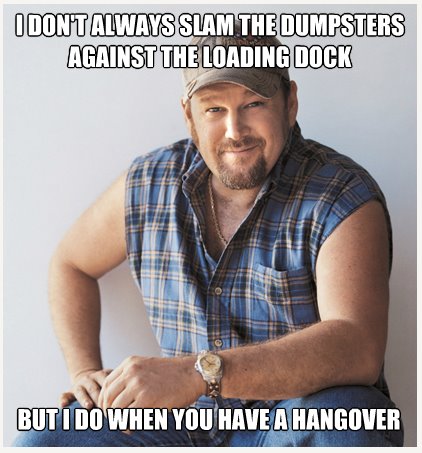 I DON'T ALWAYS SLAM THE DUMPSTERS
AGAINST THE LOADING DOCK
BUT I DO WHEN YOU HAVE A HANGOVER